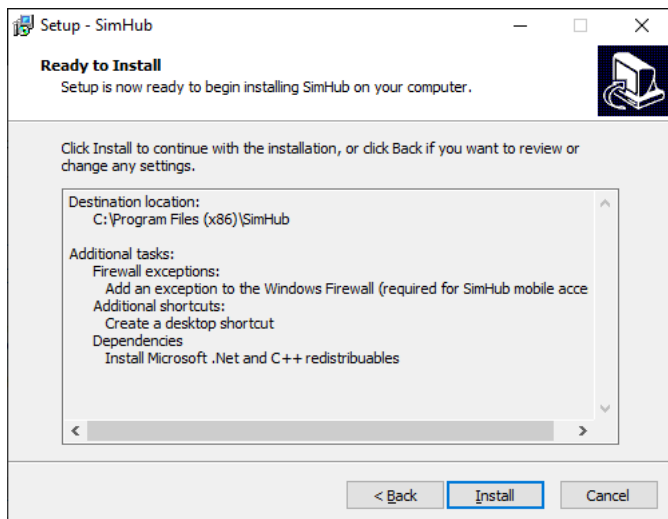 Setup - SimHub
Ready to Install
Setup is now ready to begin installing SimHub on your computer.
Click Install to continue with the installation, or click Back if you want to review or
change any settings.
Destination location:
C:\Program Files (x86)\SimHub
Additional tasks:
Firewall exceptions:
Add an exception to the Windows Firewall (required for SimHub mobile acce
Additional shortcuts:
Create a desktop shortcut
Dependencies
Install Microsoft .Net and C++ redistribuables
< Back
Install
Cancel